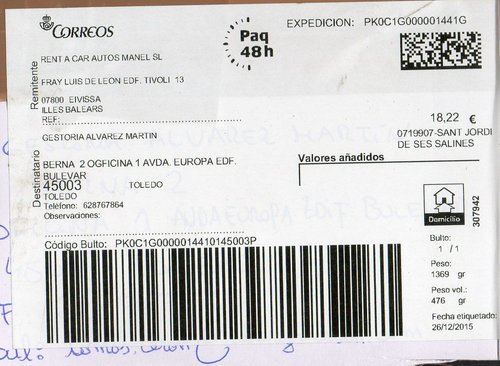 CORREOS
Paq
48h
EXPEDICION: PK0C1G000001441G
Remitente
RENT A CAR AUTOS MANEL SL
FRAY LUIS DE LEON EDF. TIVOLI 13
07800 EIVISSA
ILLES BALEARS
REF:
18,22 €
0719907-SANT JORDI
DE SES SALINES
Destinatario
GESTORIA ALVAREZ MARTIN
BERNA 2 OGFICINA 1 AVDA. EUROPA EDF.
BULEVAR
45003 TOLEDO
TOLEDO
Teléfono: 628767864
Observaciones:
Valores añadidos
Domicilio
307942
Código Bulto: PK0C1G0000014410145003P
Bulto:
1 / 1
Peso:
1369 gr
Peso vol.:
476 gr
Fecha etiquetado:
26/12/2015